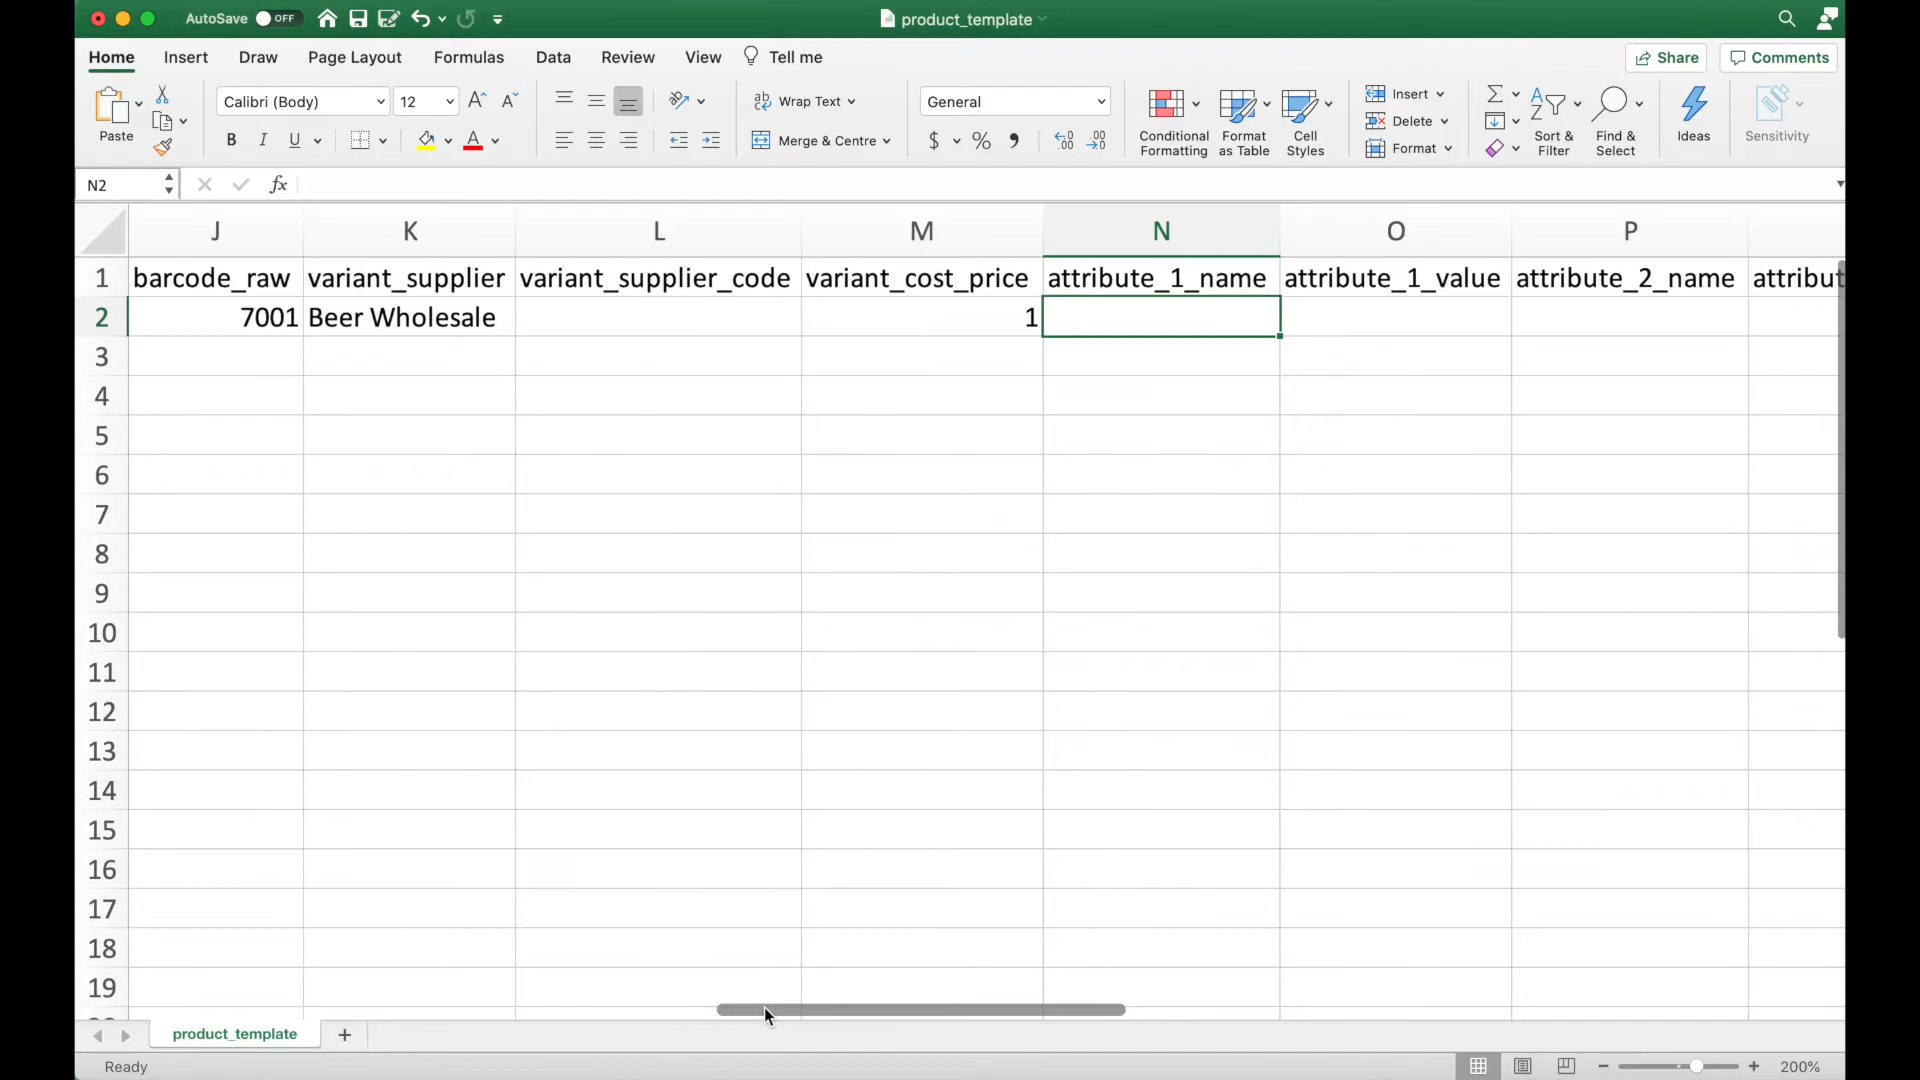 AutoSave OFF product_template
Home Insert Draw Page Layout Formulas Data Review View Tell me Share Comments
Paste Calibri (Body) 12 A^ A˅ Wrap Text General Conditional Formatting Format as Table Cell Styles Insert Sort & Filter Find & Select Ideas Sensitivity
Delete
B I U A Merge & Centre $ % Format
N2 fx
J K L M N O P
1 barcode_raw variant_supplier variant_supplier_code variant_cost_price attribute_1_name attribute_1_value attribute_2_name attribut
2 7001 Beer Wholesale 1
3
4
5
6
7
8
9
10
11
12
13
14
15
16
17
18
19
product_template +
Ready 200%